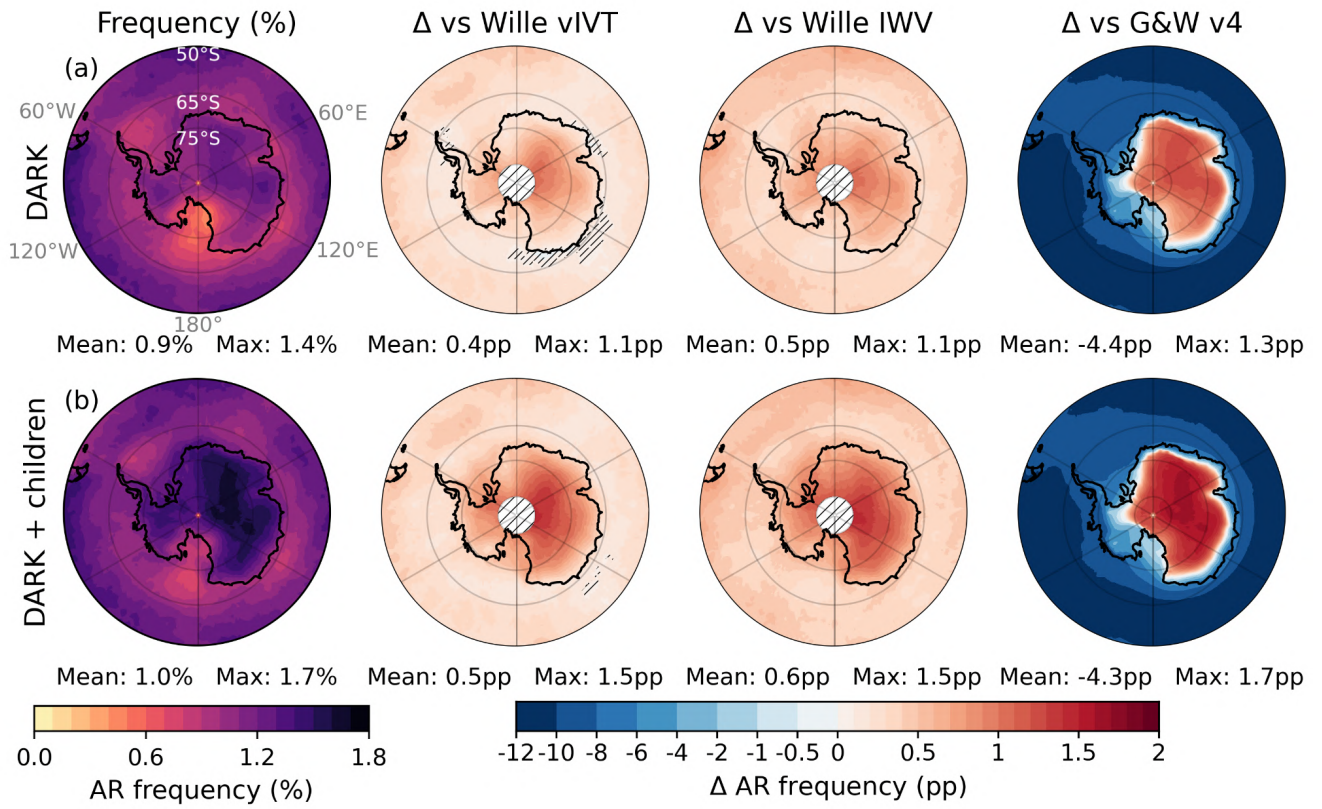 Frequency (%)
Δ vs Wille vIVT
Δ vs Wille IWV
Δ vs G&W v4
(a)
50°S
65°S
75°S
60°W
60°E
120°W
120°E
180°
DARK
Mean: 0.9% Max: 1.4%
Mean: 0.4pp Max: 1.1pp
Mean: 0.5pp Max: 1.1pp
Mean: -4.4pp Max: 1.3pp
(b)
DARK + children
Mean: 1.0% Max: 1.7%
Mean: 0.5pp Max: 1.5pp
Mean: 0.6pp Max: 1.5pp
Mean: -4.3pp Max: 1.7pp
0.0 0.6 1.2 1.8
AR frequency (%)
-12 -10 -8 -6 -4 -2 -1 -0.5 0 0.5 1 1.5 2
Δ AR frequency (pp)